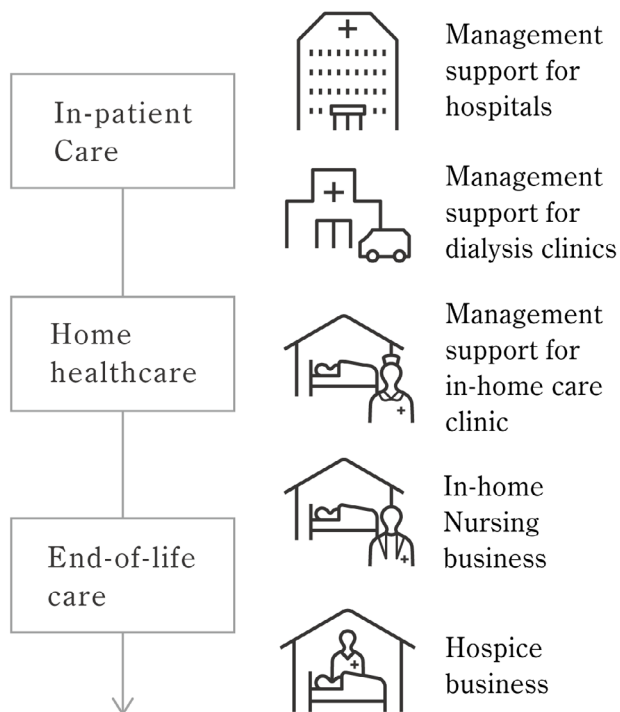 In-patient
Care
Home
healthcare
End-of-life
care
Management
support for
hospitals
Management
support for
dialysis clinics
Management
support for
in-home care
clinic
In-home
Nursing
business
Hospice
business